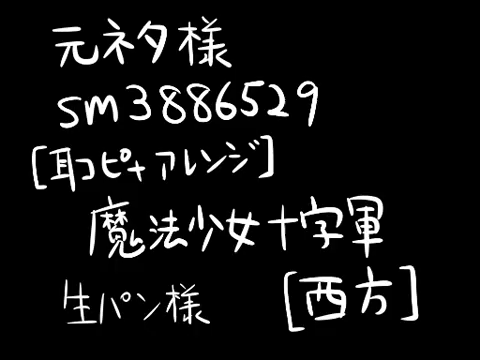 元ネタ様
sm3886529
[耳コピ+アレンジ]
魔法少女十字軍
生パン様 [西方]